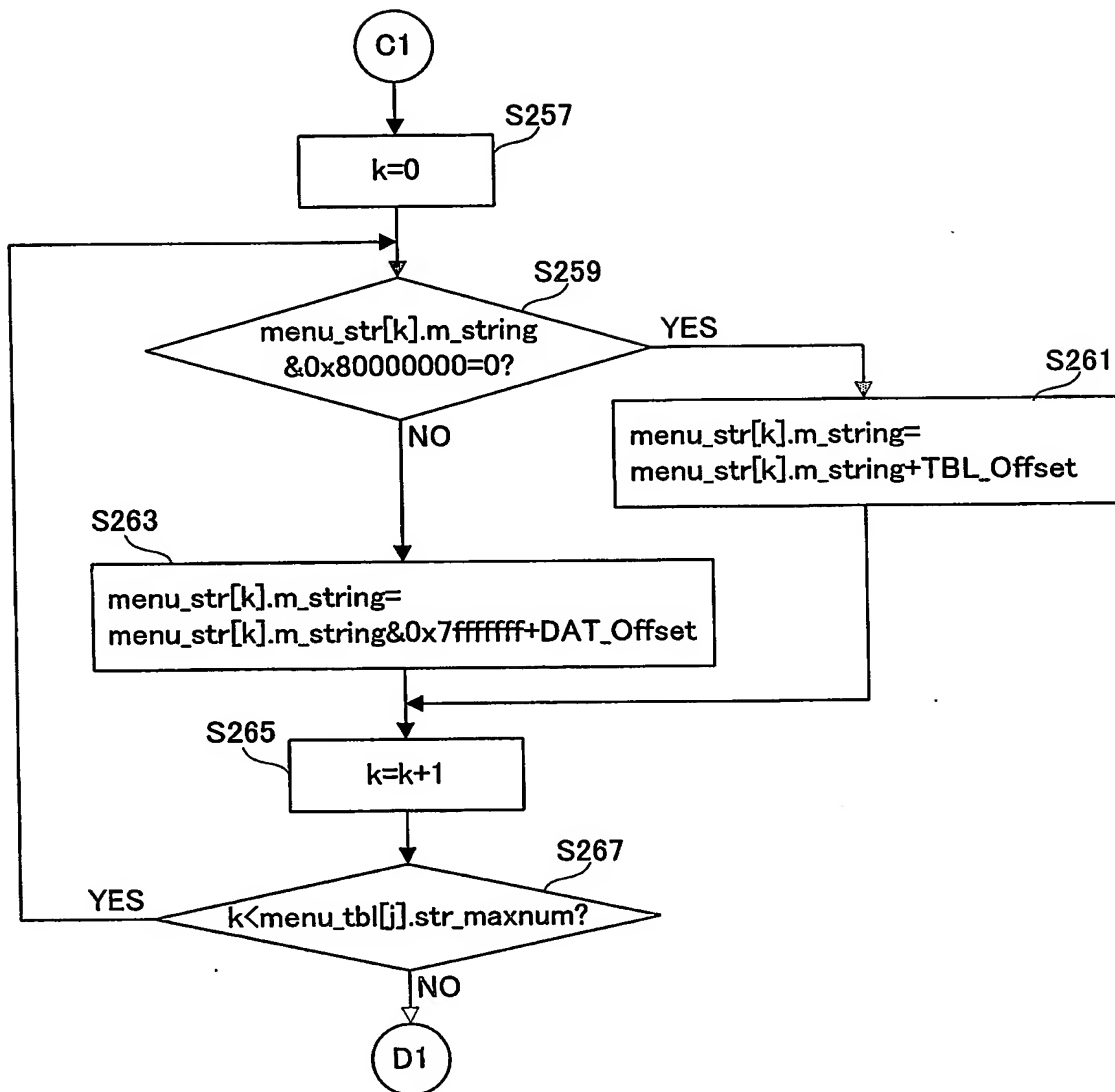 C1
S257
k=0
S259
menu_str[k].m_string
&0x80000000=0?
YES
S261
menu_str[k].m_string=
menu_str[k].m_string+TBL_Offset
NO
S263
menu_str[k].m_string=
menu_str[k].m_string&0x7fffffff+DAT_Offset
S265
k=k+1
S267
YES
k<menu_tbl[j].str_maxnum?
NO
D1